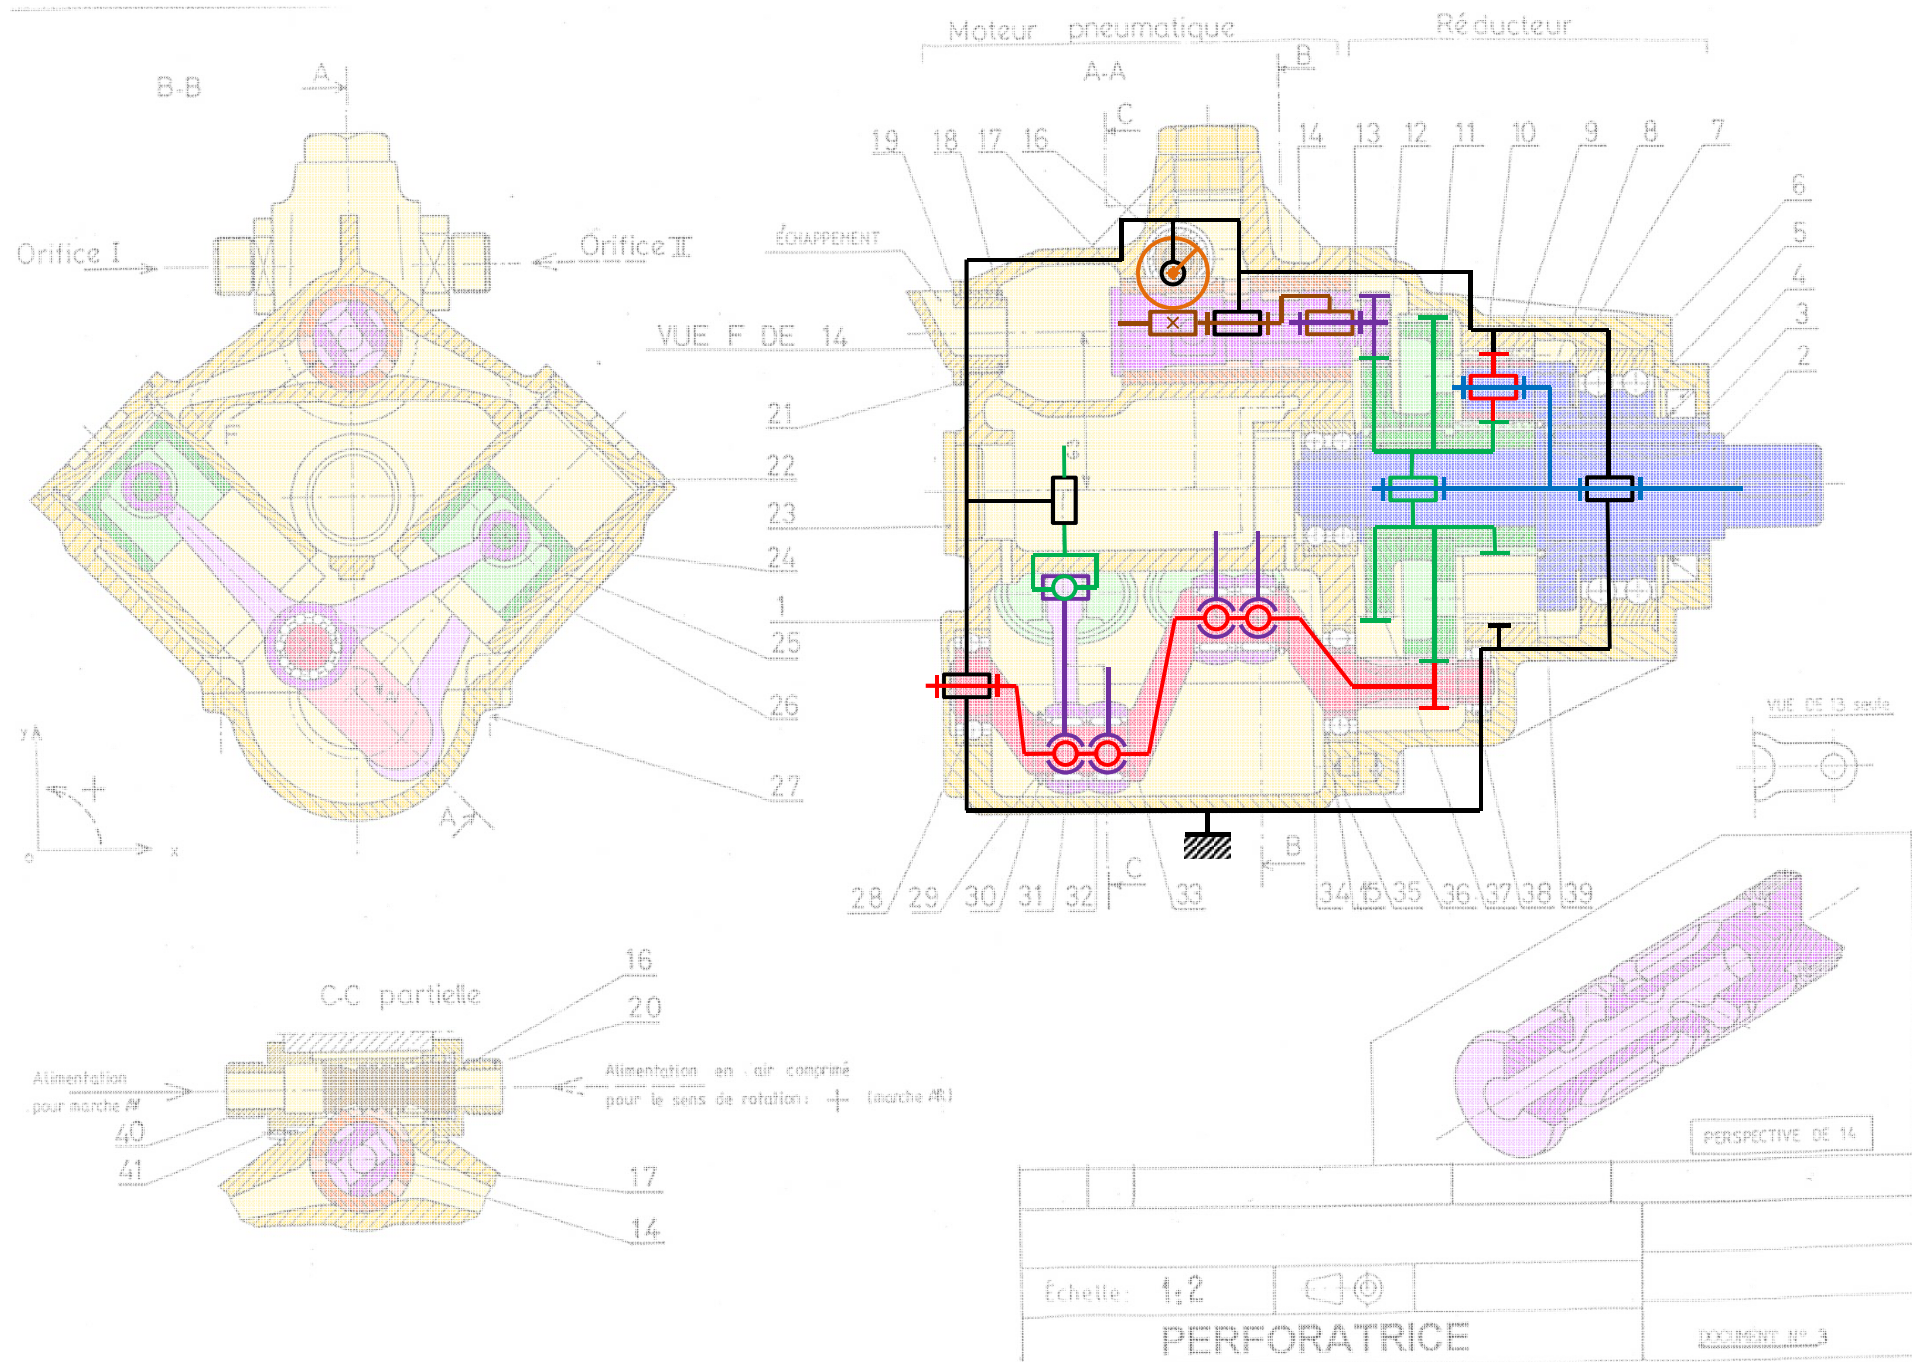 Moteur pneumatique
Réducteur
B-B
A
A-A
B
C
19 18 17 16 14 13 12 11 10 9 8 7
6
5
4
3
2
Orifice I
Orifice II
ÉCHAPPEMENT
VUE F DE 14
F
G
21
22
23
24
1
25
26
27
A
y
+
o
x
C
B
28 29 30 31 32 33 34 15 35 36 37 38 39
VUE DE 13 seule
C-C partielle
16
20
Alimentation
pour marche AV
Alimentation en air comprimé
pour le sens de rotation: + (marche AR)
40
41
17
14
PERSPECTIVE DE 14
Échelle: 1:2
PERFORATRICE
DOCUMENT N° 3